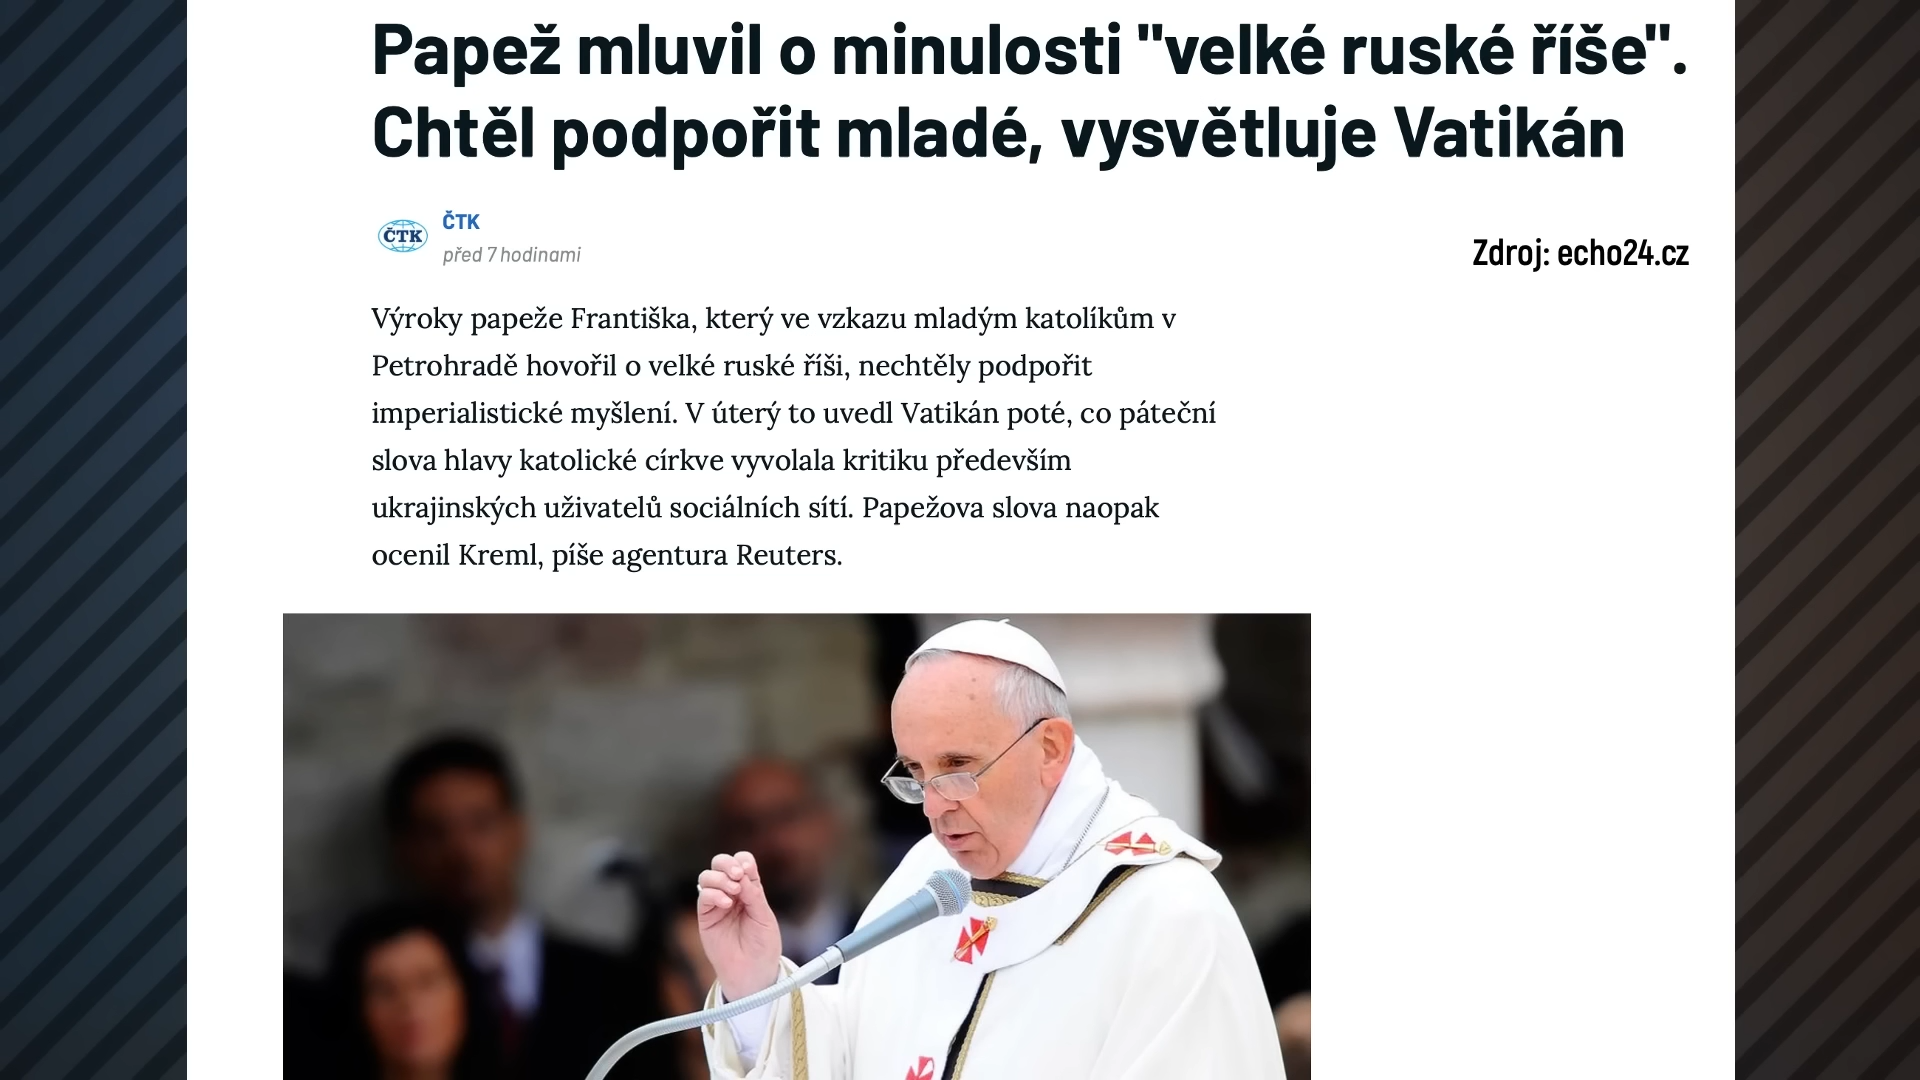 Papež mluvil o minulosti "velké ruské říše".
Chtěl podpořit mladé, vysvětluje Vatikán
ČTK
ČTK
před 7 hodinami
Zdroj: echo24.cz
Výroky papeže Františka, který ve vzkazu mladým katolíkům v
Petrohradě hovořil o velké ruské říši, nechtěly podpořit
imperialistické myšlení. V úterý to uvedl Vatikán poté, co páteční
slova hlavy katolické církve vyvolala kritiku především
ukrajinských uživatelů sociálních sítí. Papežova slova naopak
ocenil Kreml, píše agentura Reuters.